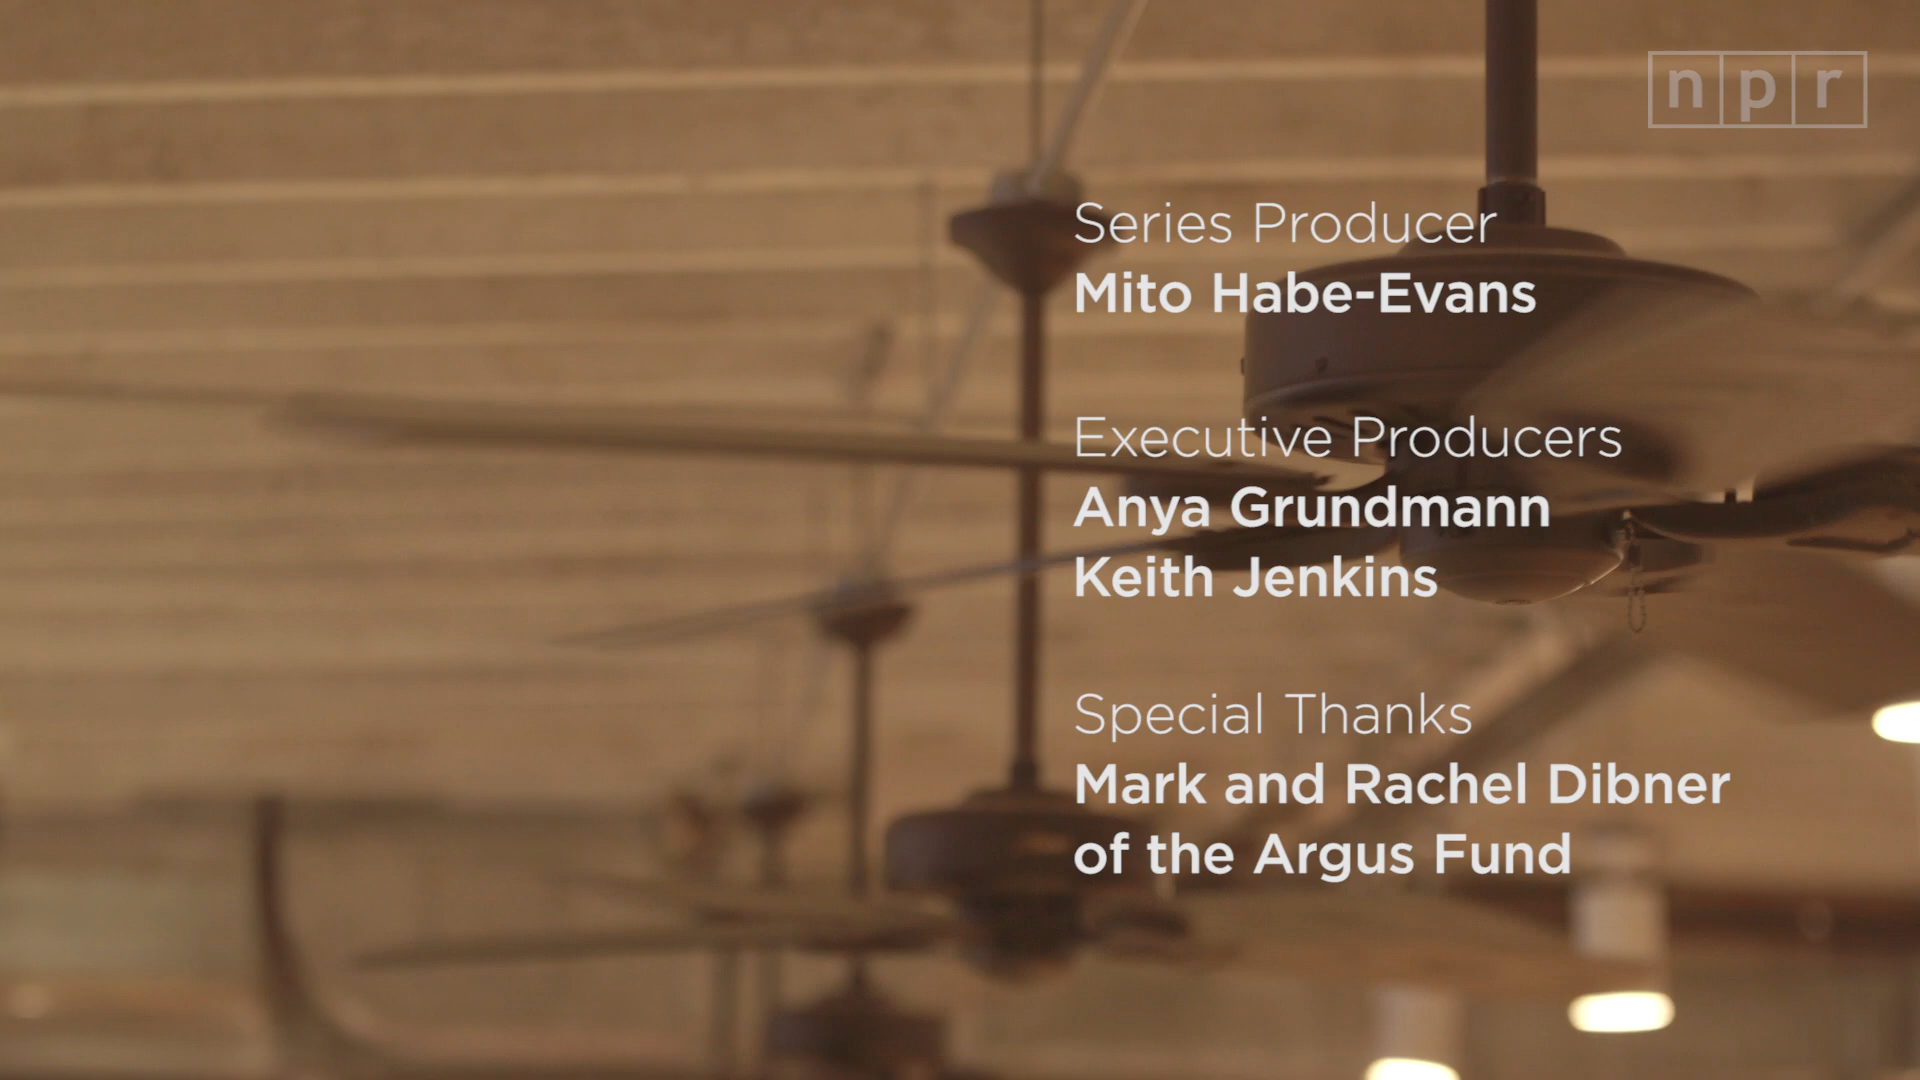 npr
Series Producer
Mito Habe-Evans
Executive Producers
Anya Grundmann
Keith Jenkins
Special Thanks
Mark and Rachel Dibner
of the Argus Fund